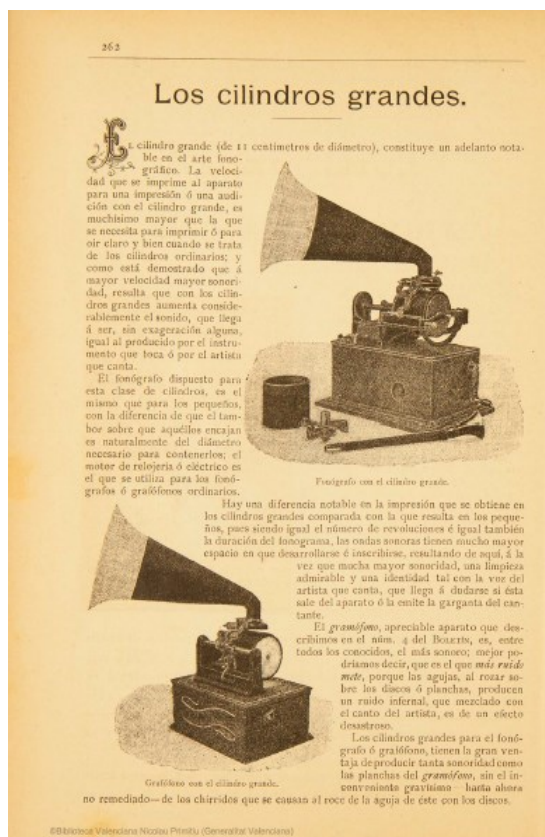 262
Los cilindros grandes.
EL cilindro grande (de 11 centímetros de diámetro), constituye un adelanto nota-
ble en el arte fono-
gráfico. La veloci-
dad que se imprime al aparato
para una impresión ó una audi-
ción con el cilindro grande, es
muchísimo mayor que la que
se necesita para imprimir ó para
oir claro y bien cuando se trata
de los cilindros ordinarios; y
como está demostrado que á
mayor velocidad mayor sonori-
dad, resulta que con los cilin-
dros grandes aumenta conside-
rablemente el sonido, que llega
á ser, sin exageración alguna,
igual al producido por el instru-
mento que toca ó por el artista
que canta.
El fonógrafo dispuesto para
esta clase de cilindros, es el
mismo que para los pequeños,
con la diferencia de que el tam-
bor sobre que aquéllos encajan
es naturalmente del diámetro
necesario para contenerlos; el
motor de relojería ó eléctrico es
el que se utiliza para los fonó-
grafos ó grafófonos ordinarios.
Fonógrafo con el cilindro grande.
Hay una diferencia notable en la impresión que se obtiene en
los cilindros grandes comparada con la que resulta en los peque-
ños, pues siendo igual el número de revoluciones é igual también
la duración del fonograma, las ondas sonoras tienen mucho mayor
espacio en que desarrollarse é inscribirse, resultando de aquí, á la
vez que mucha mayor sonoridad, una limpieza
admirable y una identidad tal con la voz del
artista que canta, que llega á dudarse si ésta
sale del aparato ó la emite la garganta del can-
tante.
El gramófono, apreciable aparato que des-
cribimos en el núm. 4 del BOLETÍN, es, entre
todos los conocidos, el más sonoro; mejor po-
dríamos decir, que es el que más ruido
mete, porque las agujas, al rozar so-
bre los discos ó planchas, producen
un ruido infernal, que mezclado con
el canto del artista, es de un efecto
desastroso.
Los cilindros grandes para el fonó-
grafo ó grafófono, tienen la gran ven-
taja de producir tanta sonoridad como
las planchas del gramófono, sin el in-
conveniente gravísimo—hasta ahora
Grafófono con el cilindro grande.
no remediado—de los chirridos que se causan al roce de la aguja de éste con los discos.
©Biblioteca Valenciana Nicolau Primitiu (Generalitat Valenciana)